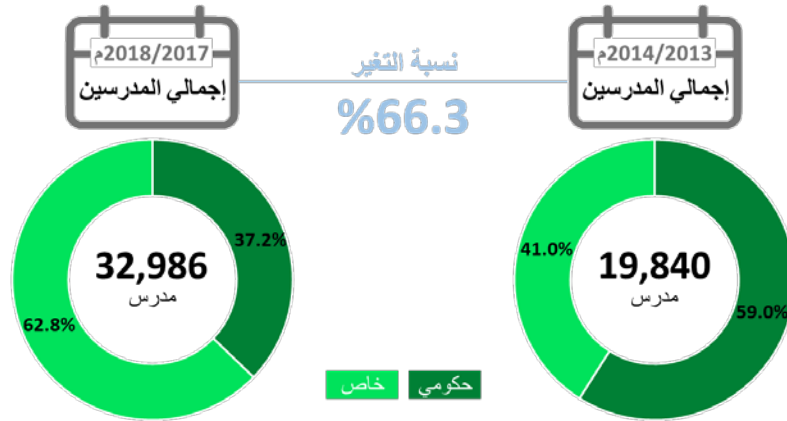 2014/2013م
إجمالي المدرسين
نسبة التغير
%66.3
2018/2017م
إجمالي المدرسين
41.0%
19,840
مدرس
59.0%
37.2%
32,986
مدرس
62.8%
حكومي
خاص